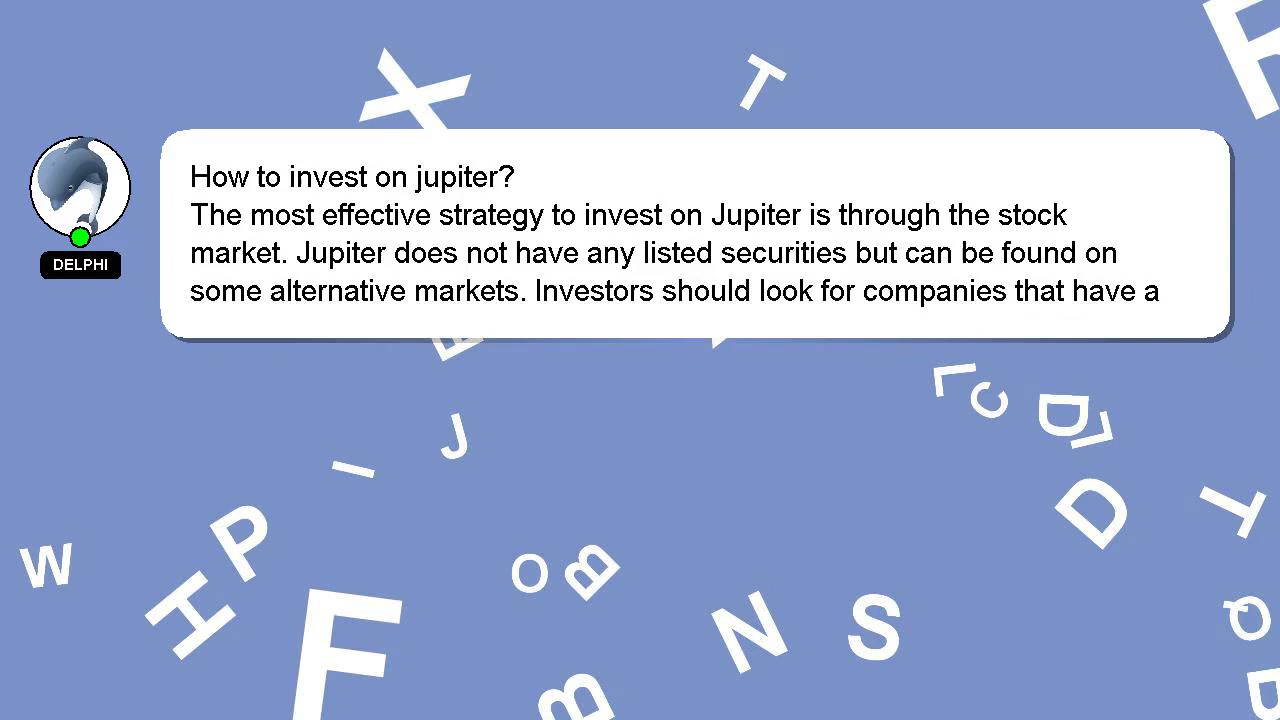 X
T
F
How to invest on jupiter?
The most effective strategy to invest on Jupiter is through the stock
market. Jupiter does not have any listed securities but can be found on
some alternative markets. Investors should look for companies that have a
DELPHI
E
L
C
D
L
J
I
P
D
T
W
O
B
H
F
N
S
Q
B
B